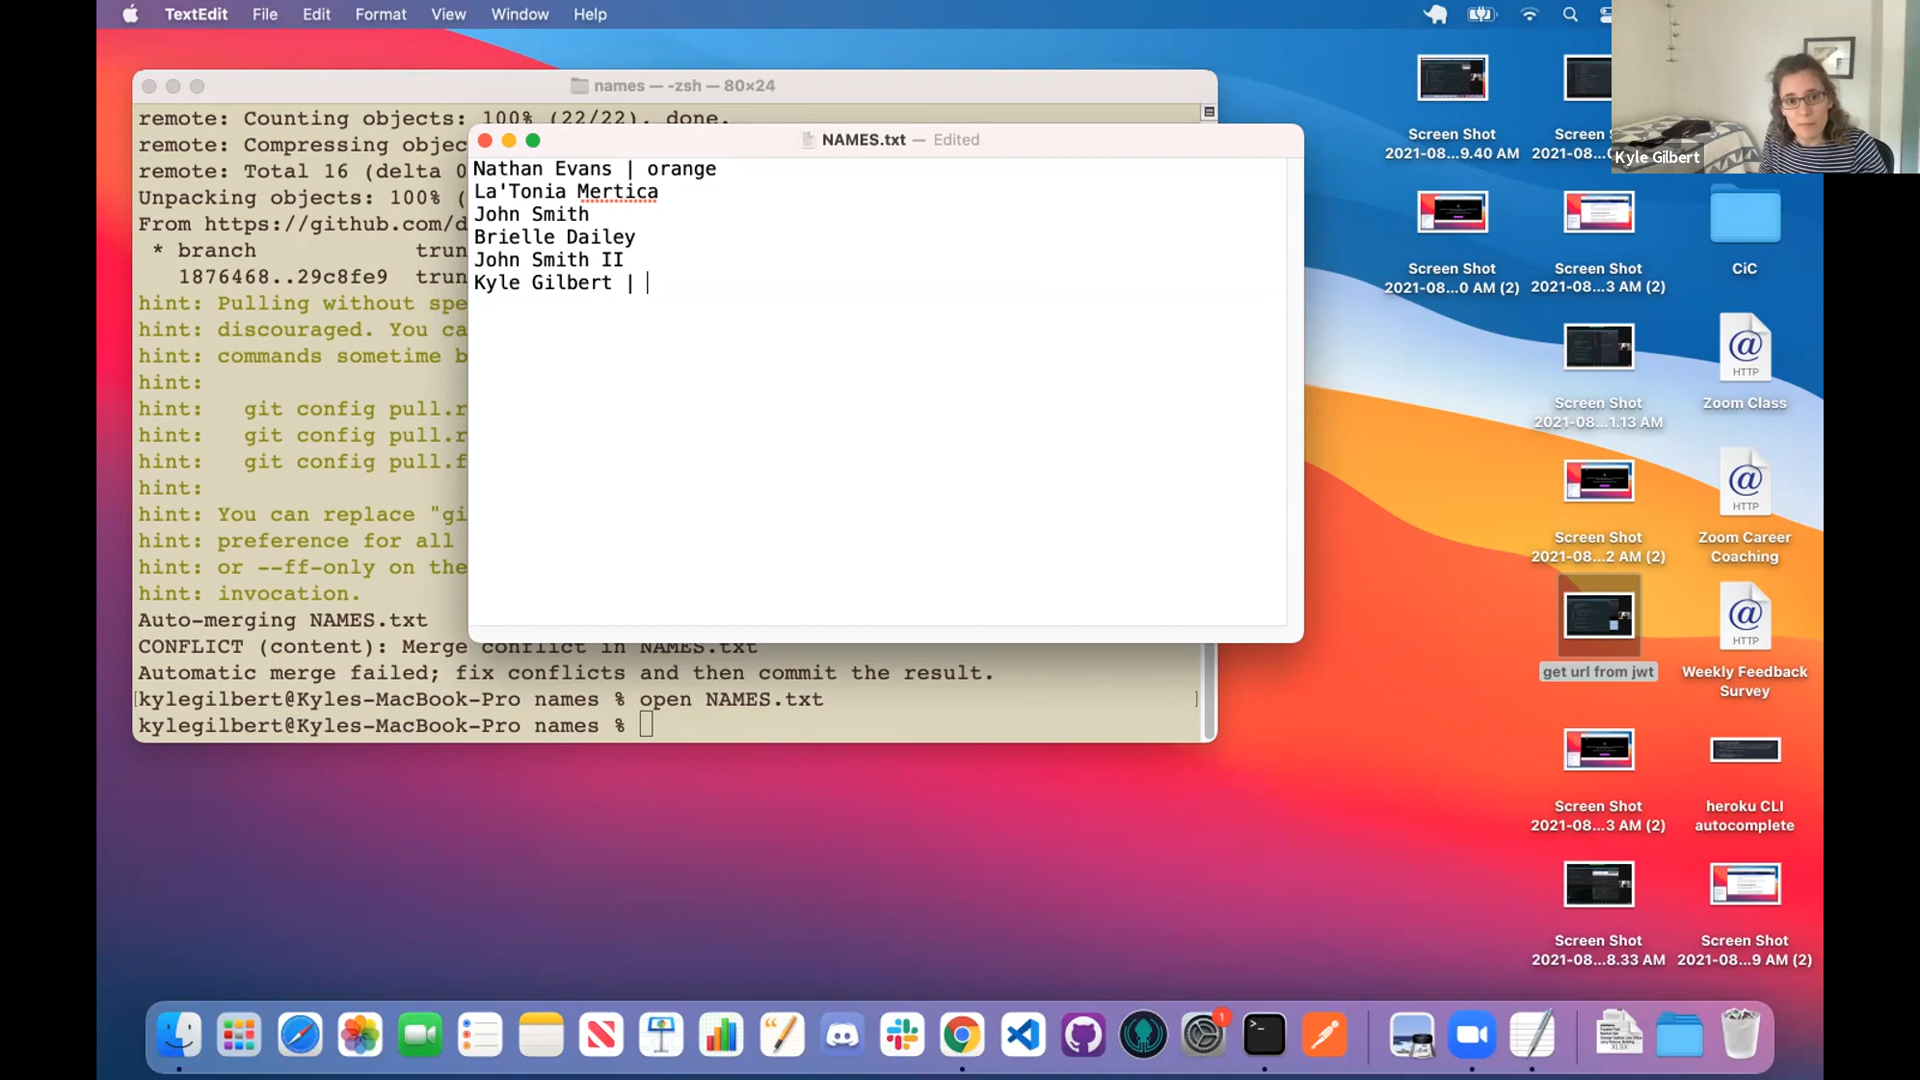 TextEdit File Edit Format View Window Help
names — -zsh — 80×24
remote: Counting objects: 100% (22/22), done.
remote: Compressing objec
remote: Total 16 (delta 0
Unpacking objects: 100% (
From https://github.com/d
* branch trun
1876468..29c8fe9 trun
hint: Pulling without spe
hint: discouraged. You ca
hint: commands sometime b
hint:
hint: git config pull.r
hint: git config pull.r
hint: git config pull.f
hint:
hint: You can replace "gi
hint: preference for all
hint: or --ff-only on the
hint: invocation.
Auto-merging NAMES.txt
CONFLICT (content): Merge conflict in NAMES.txt
Automatic merge failed; fix conflicts and then commit the result.
[kylegilbert@Kyles-MacBook-Pro names % open NAMES.txt ]
kylegilbert@Kyles-MacBook-Pro names %
NAMES.txt — Edited
Nathan Evans | orange
La'Tonia Mertica
John Smith
Brielle Dailey
John Smith II
Kyle Gilbert |
Kyle Gilbert
Screen Shot
2021-08...9.40 AM
Screen Sh
2021-08...
Screen Shot
2021-08...0 AM (2)
Screen Shot
2021-08...3 AM (2)
CiC
Screen Shot
2021-08...1.13 AM
HTTP
Zoom Class
Screen Shot
2021-08...2 AM (2)
HTTP
Zoom Career
Coaching
get url from jwt
HTTP
Weekly Feedback
Survey
Screen Shot
2021-08...3 AM (2)
heroku CLI
autocomplete
Screen Shot
2021-08...8.33 AM
Screen Shot
2021-08...9 AM (2)
1
XLSX